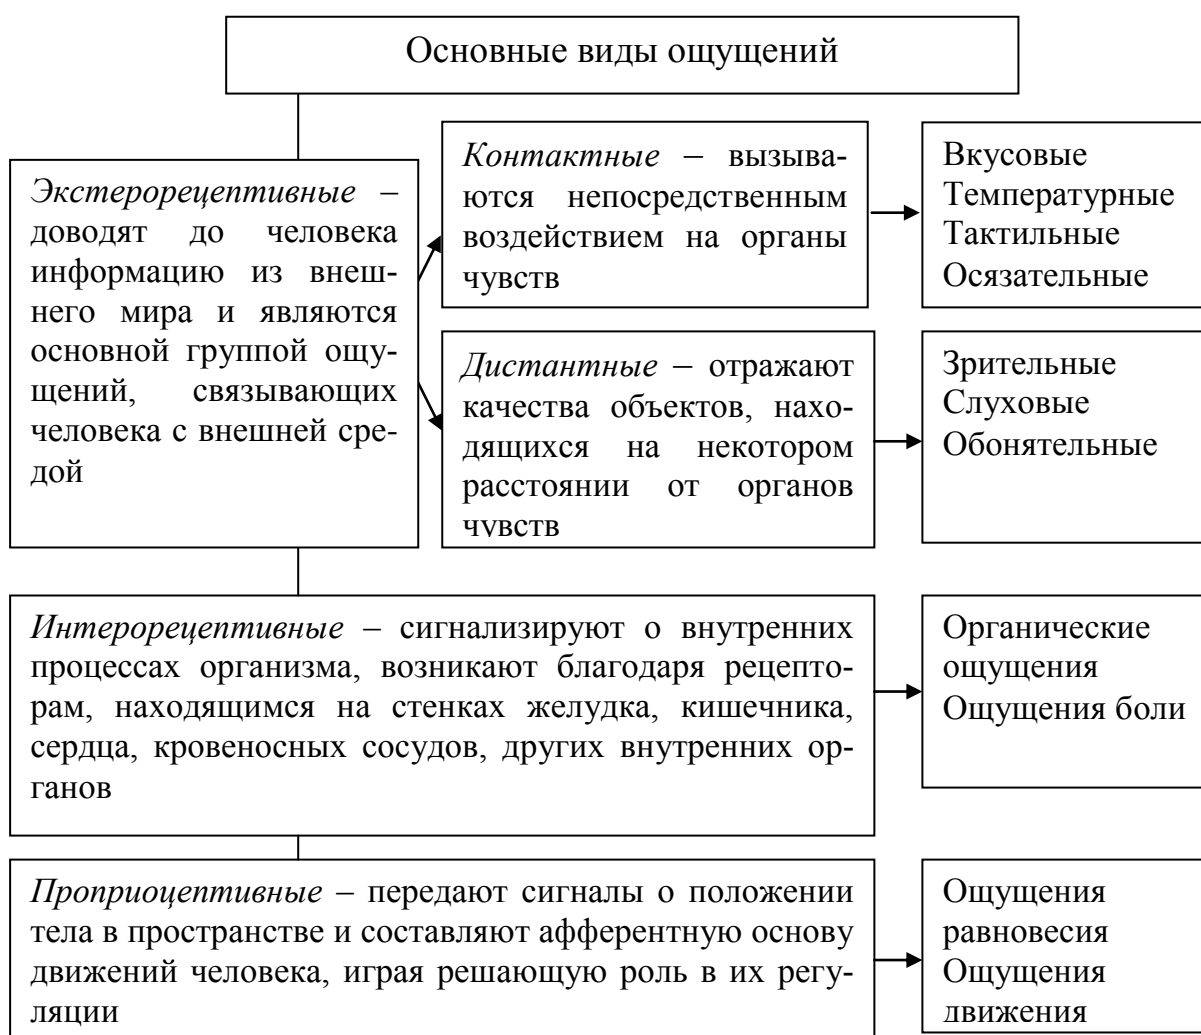 Основные виды ощущений
Экстерорецептивные –
доводят до человека
информацию из внеш-
него мира и являются
основной группой ощу-
щений, связывающих
человека с внешней сре-
дой
Контактные – вызыва-
ются непосредственным
воздействием на органы
чувств
Вкусовые
Температурные
Тактильные
Осязательные
Дистантные – отражают
качества объектов, нахо-
дящихся на некотором
расстоянии от органов
чувств
Зрительные
Слуховые
Обонятельные
Интерорецептивные – сигнализируют о внутренних
процессах организма, возникают благодаря рецепто-
рам, находящимся на стенках желудка, кишечника,
сердца, кровеносных сосудов, других внутренних ор-
ганов
Органические
ощущения
Ощущения боли
Проприоцептивные – передают сигналы о положении
тела в пространстве и составляют афферентную основу
движений человека, играя решающую роль в их регу-
ляции
Ощущения
равновесия
Ощущения
движения